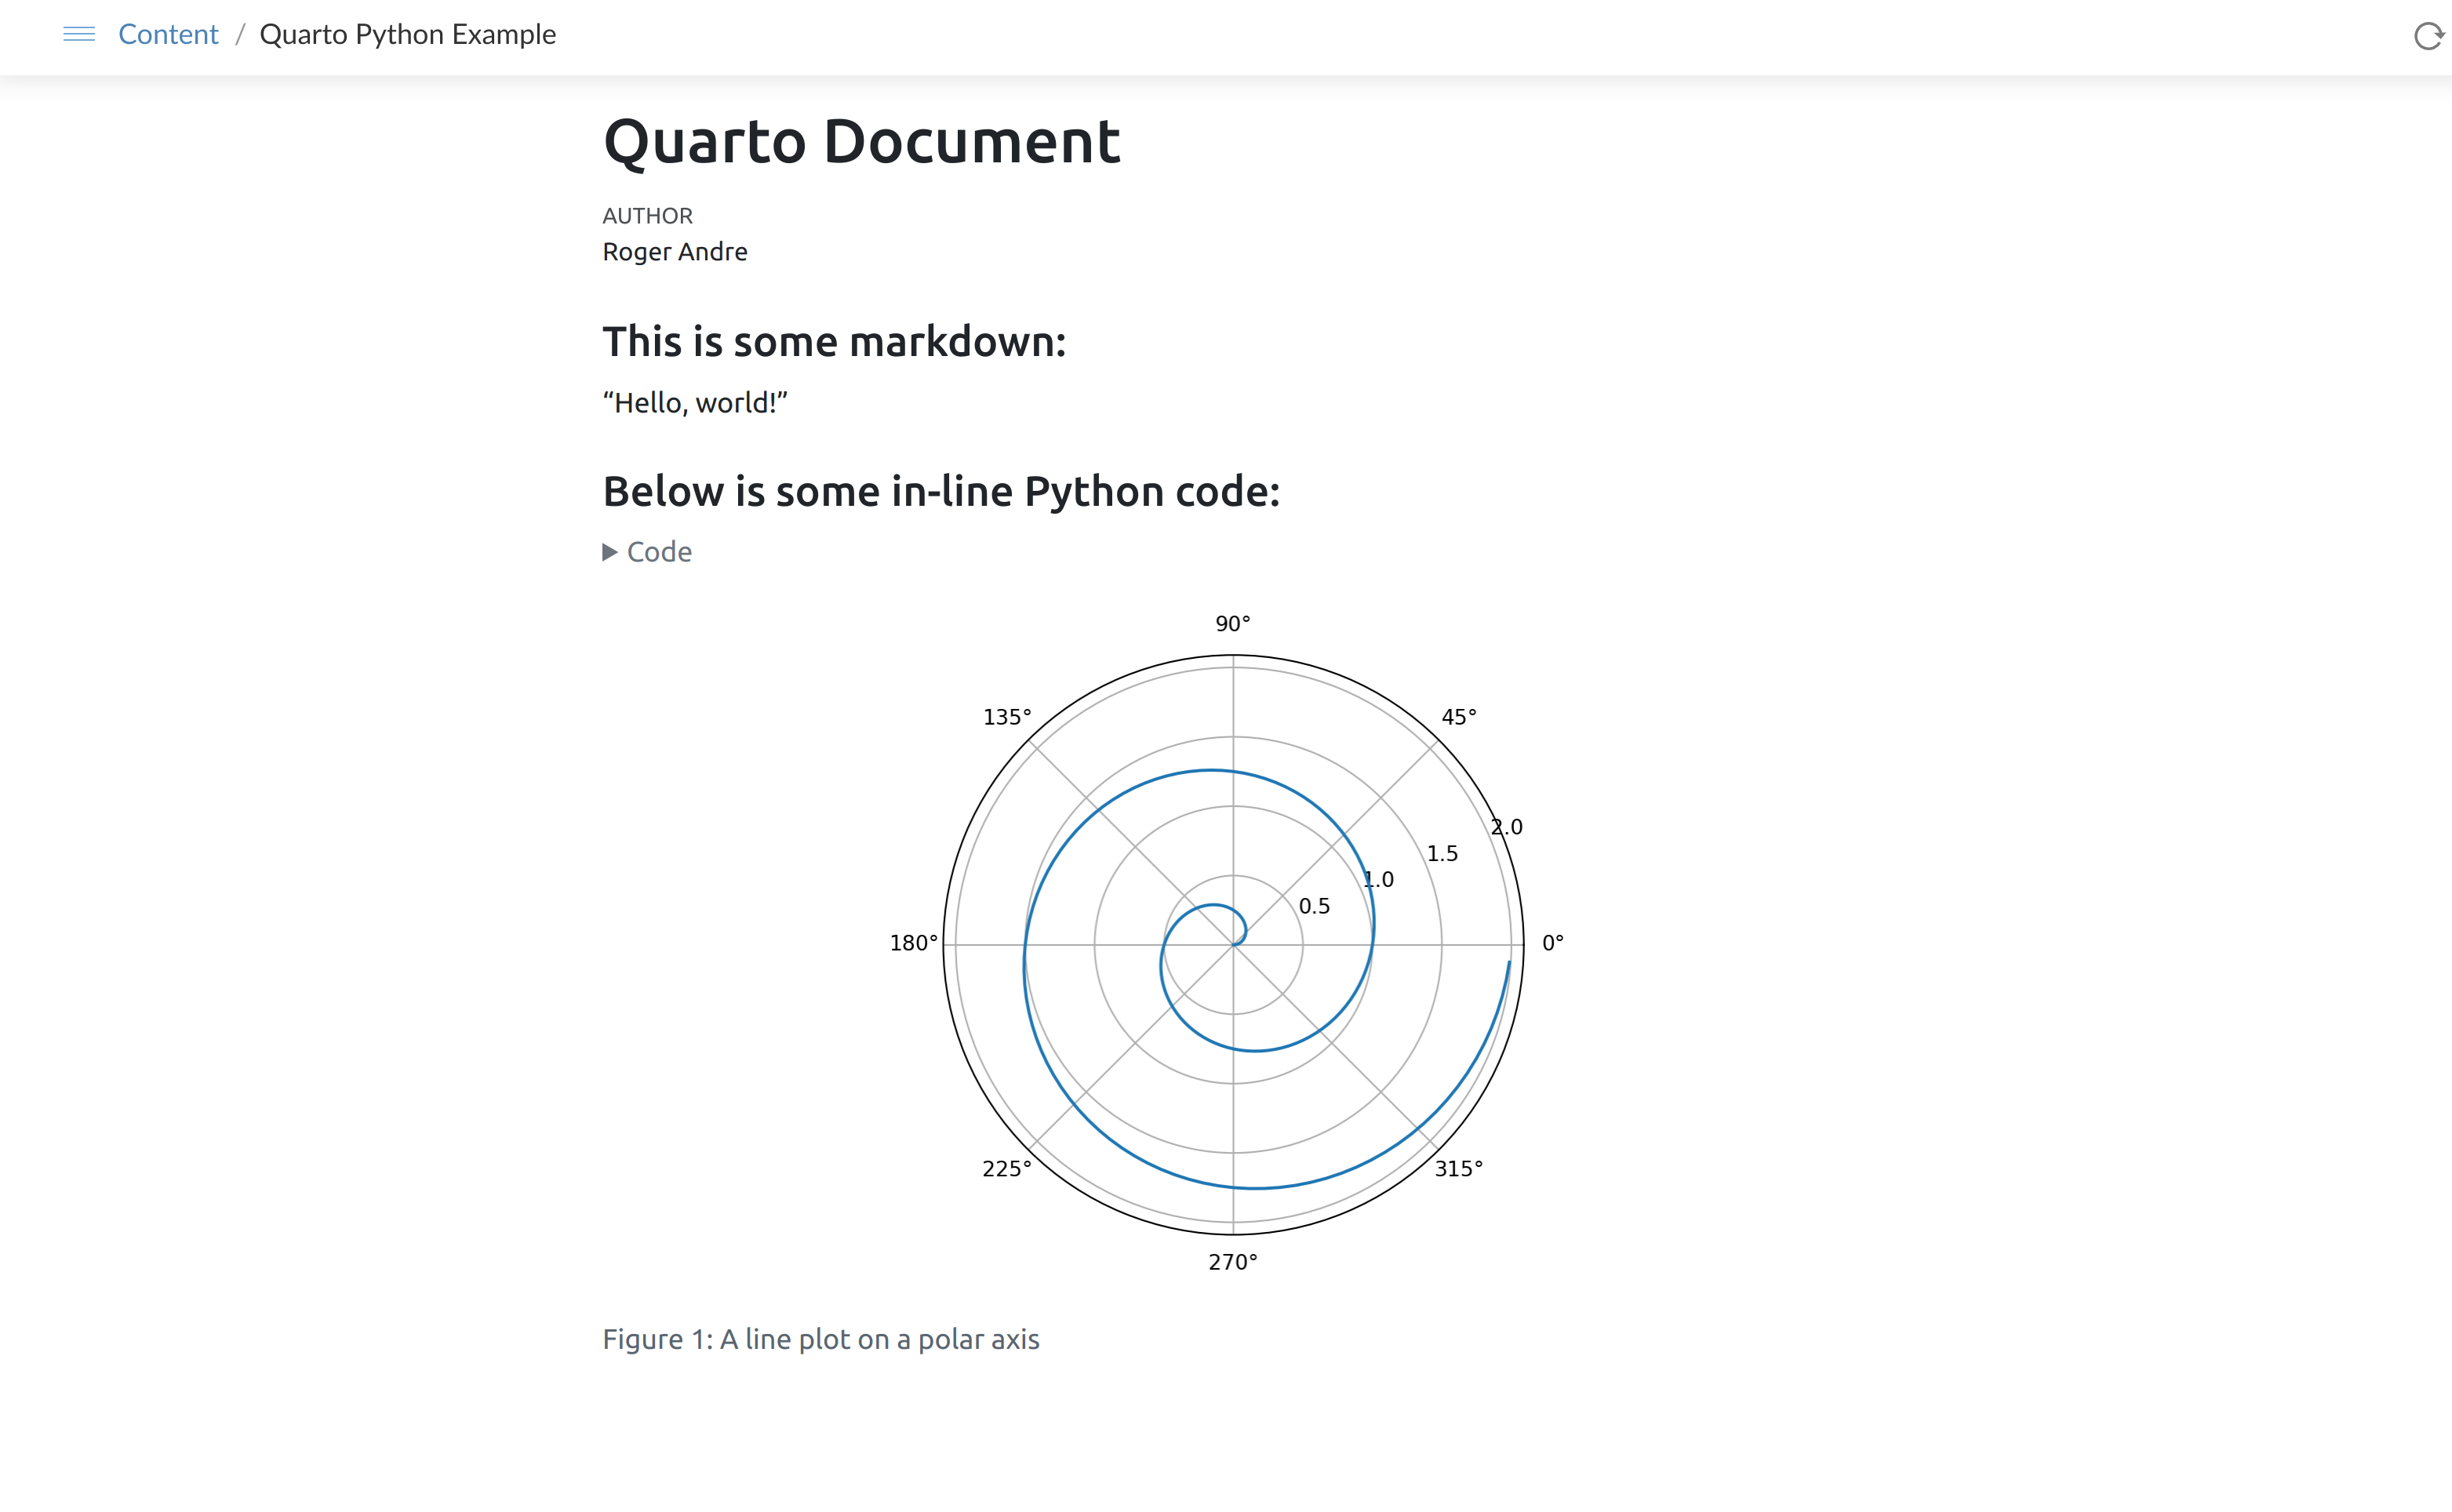 Content / Quarto Python Example
Quarto Document
AUTHOR
Roger Andre
This is some markdown:
“Hello, world!”
Below is some in-line Python code:
Code
90°
135°
45°
2.0
1.5
1.0
0.5
180°
0°
225°
315°
270°
Figure 1: A line plot on a polar axis